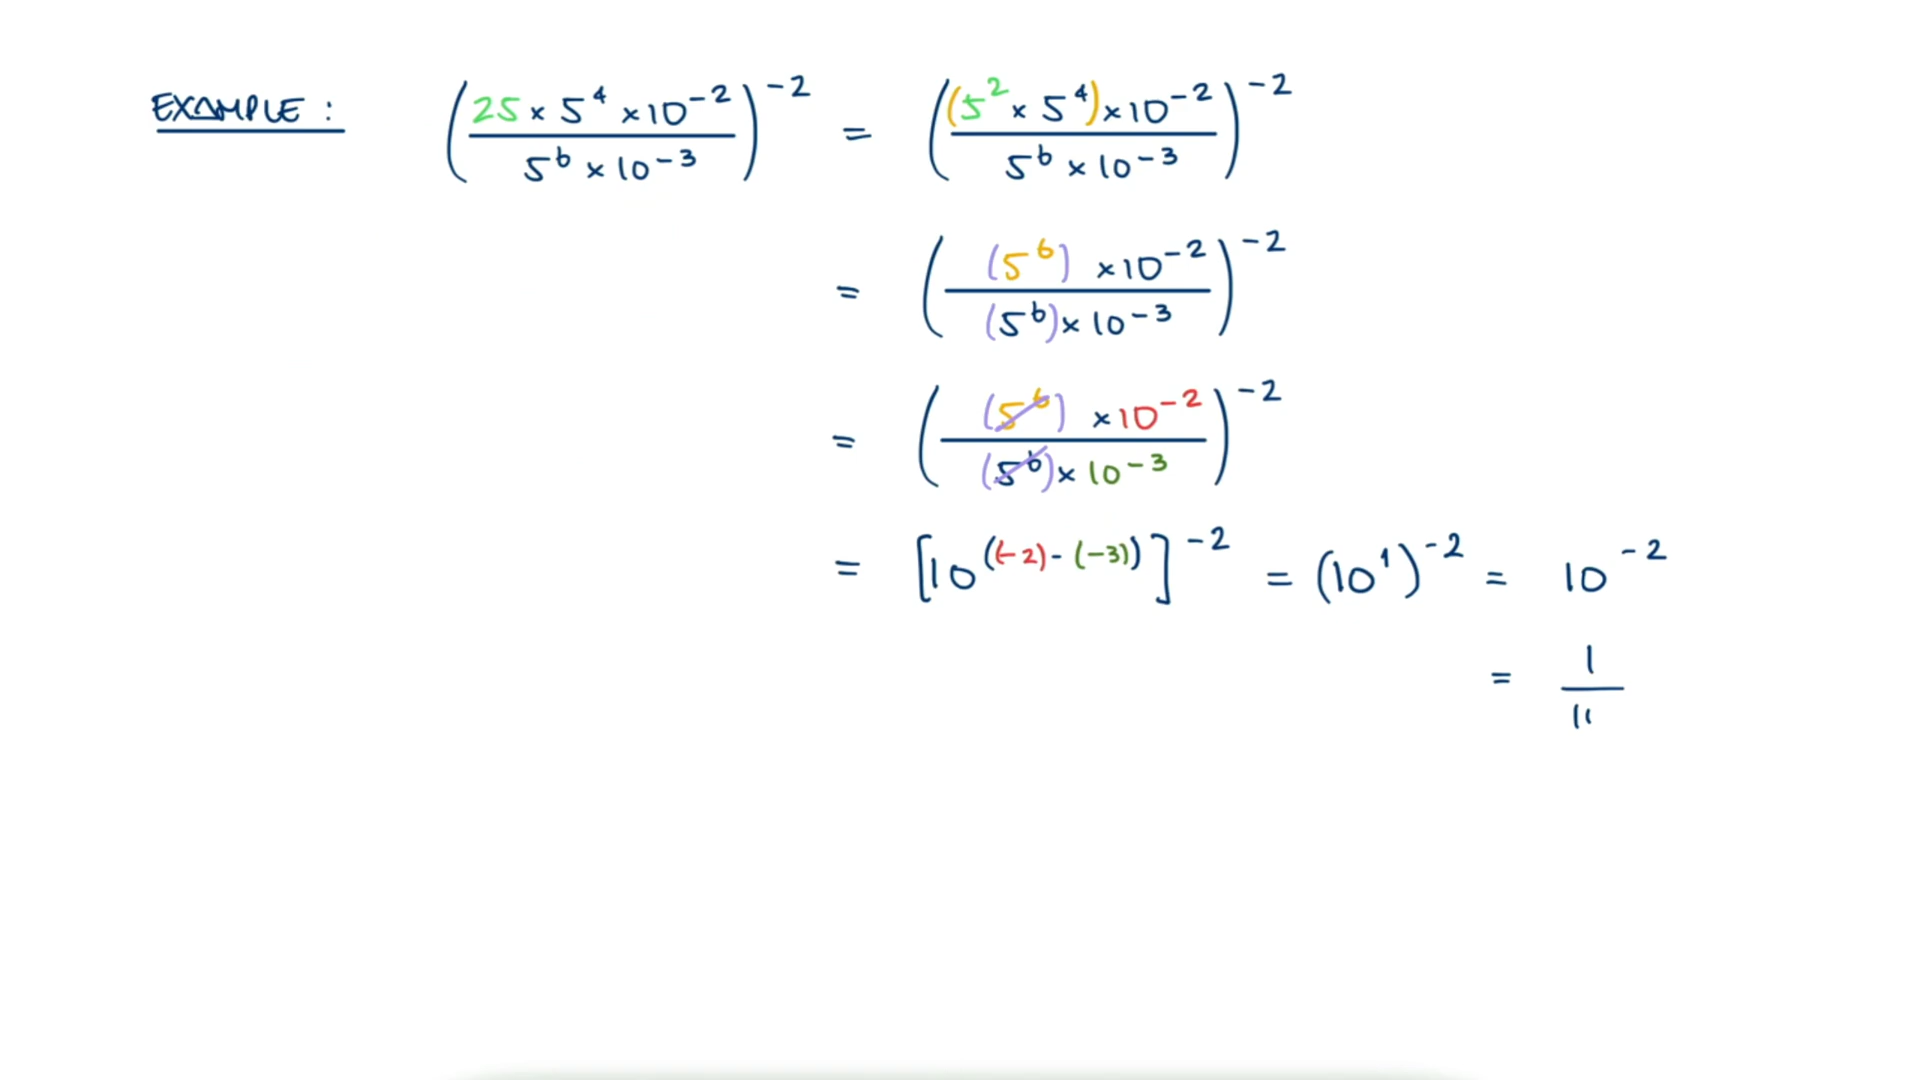 EXAMPLE : (25 × 5⁴ × 10⁻² / 5⁶ × 10⁻³)⁻² = ((5² × 5⁴) × 10⁻² / 5⁶ × 10⁻³)⁻²
= ((5⁶) × 10⁻² / (5⁶) × 10⁻³)⁻²
= ((5⁶) × 10⁻² / (5⁶) × 10⁻³)⁻²
= [10^((-2) - (-3))]⁻² = (10¹)⁻² = 10⁻²
= 1 /